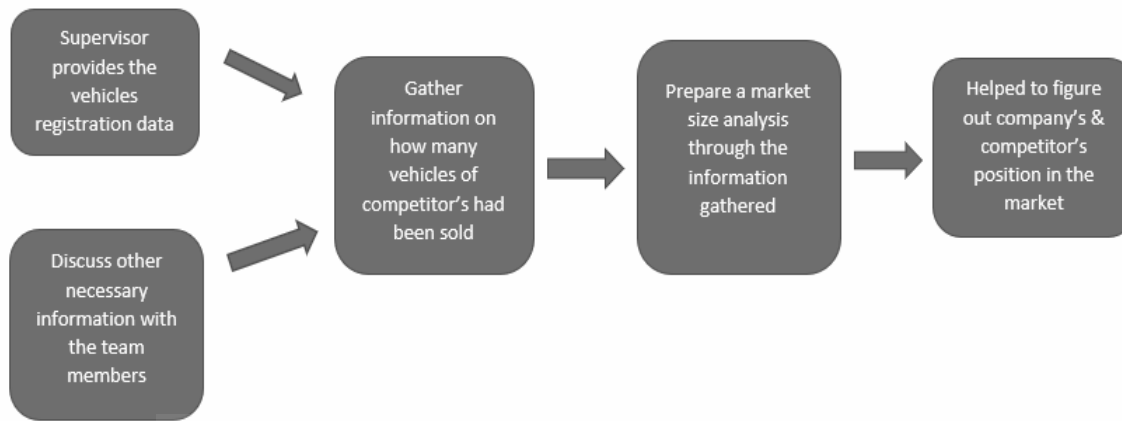 Supervisor
provides the
vehicles
registration data
Discuss other
necessary
information with
the team
members
Gather
information on
how many
vehicles of
competitor's had
been sold
Prepare a market
size analysis
through the
information
gathered
Helped to figure
out company's &
competitor's
position in the
market